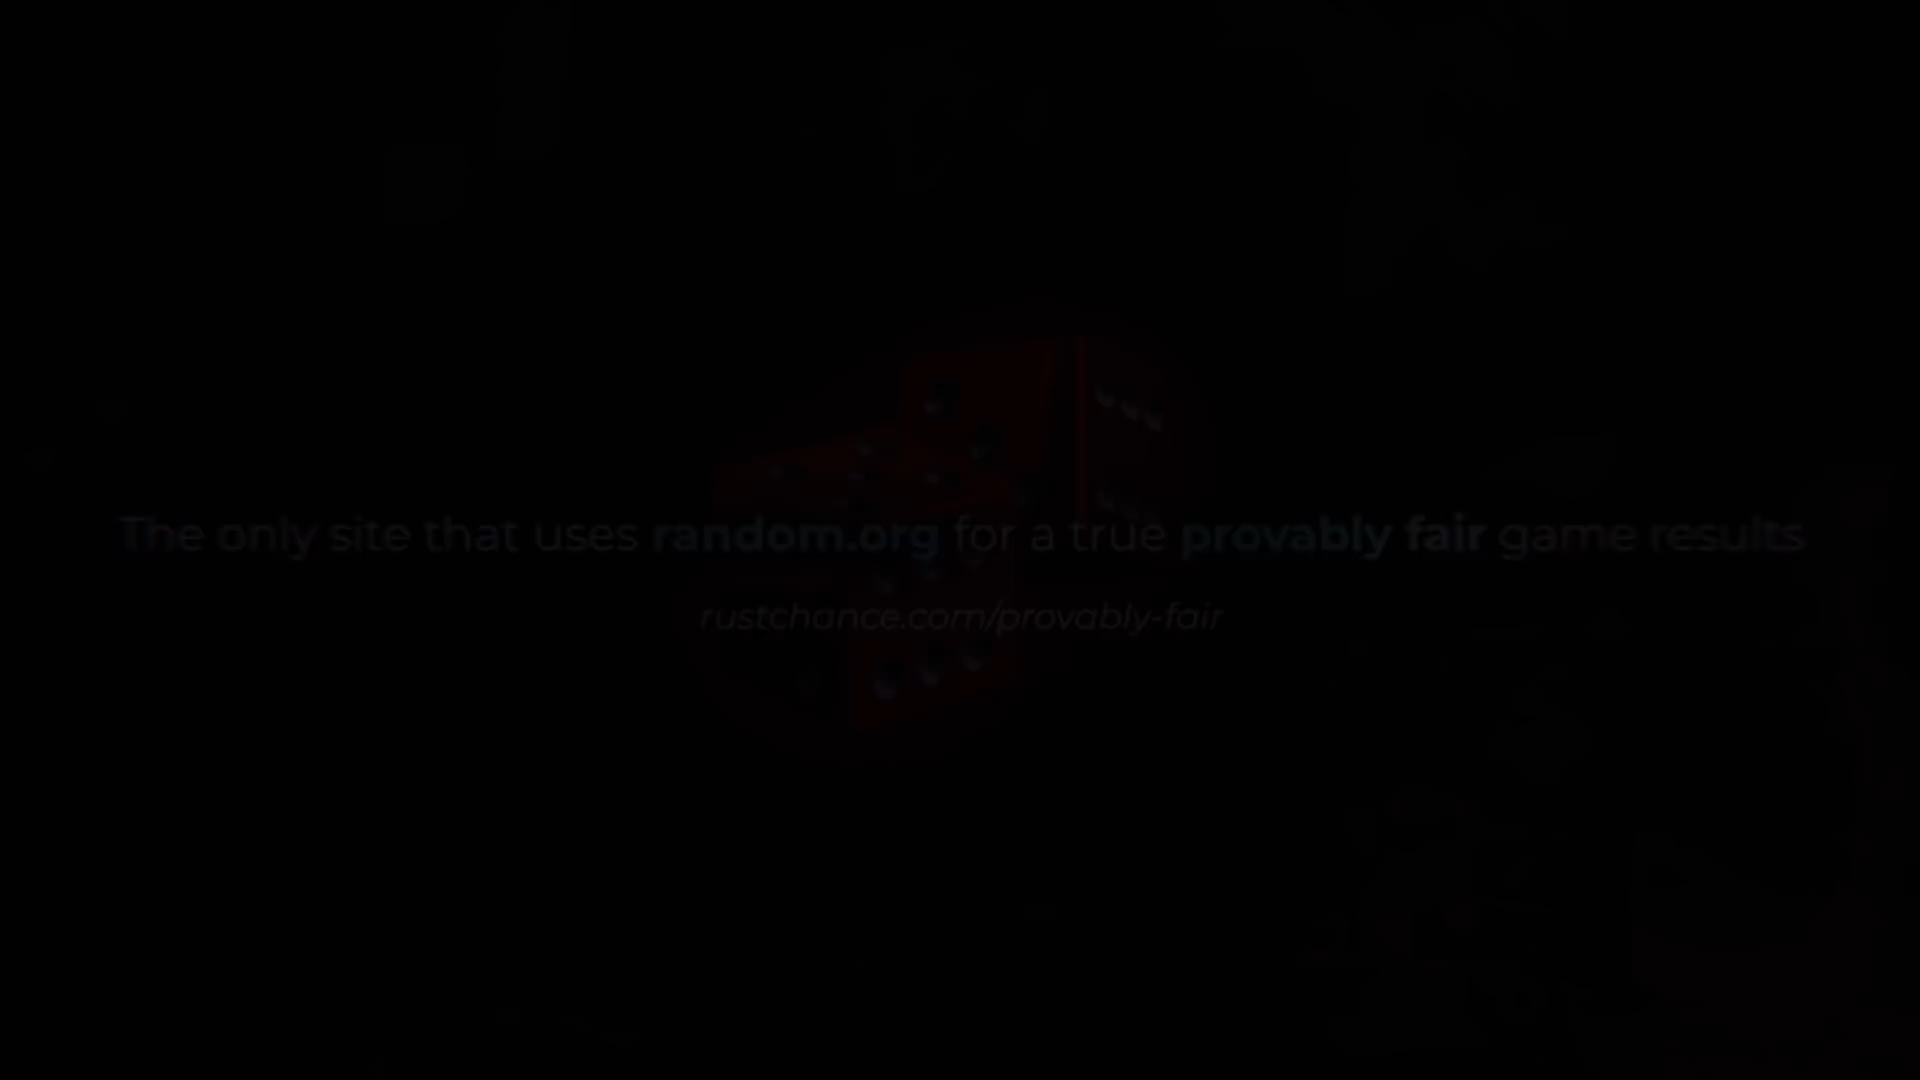 The only site that uses random.org for a true provably fair game results
rustchance.com/provably-fair